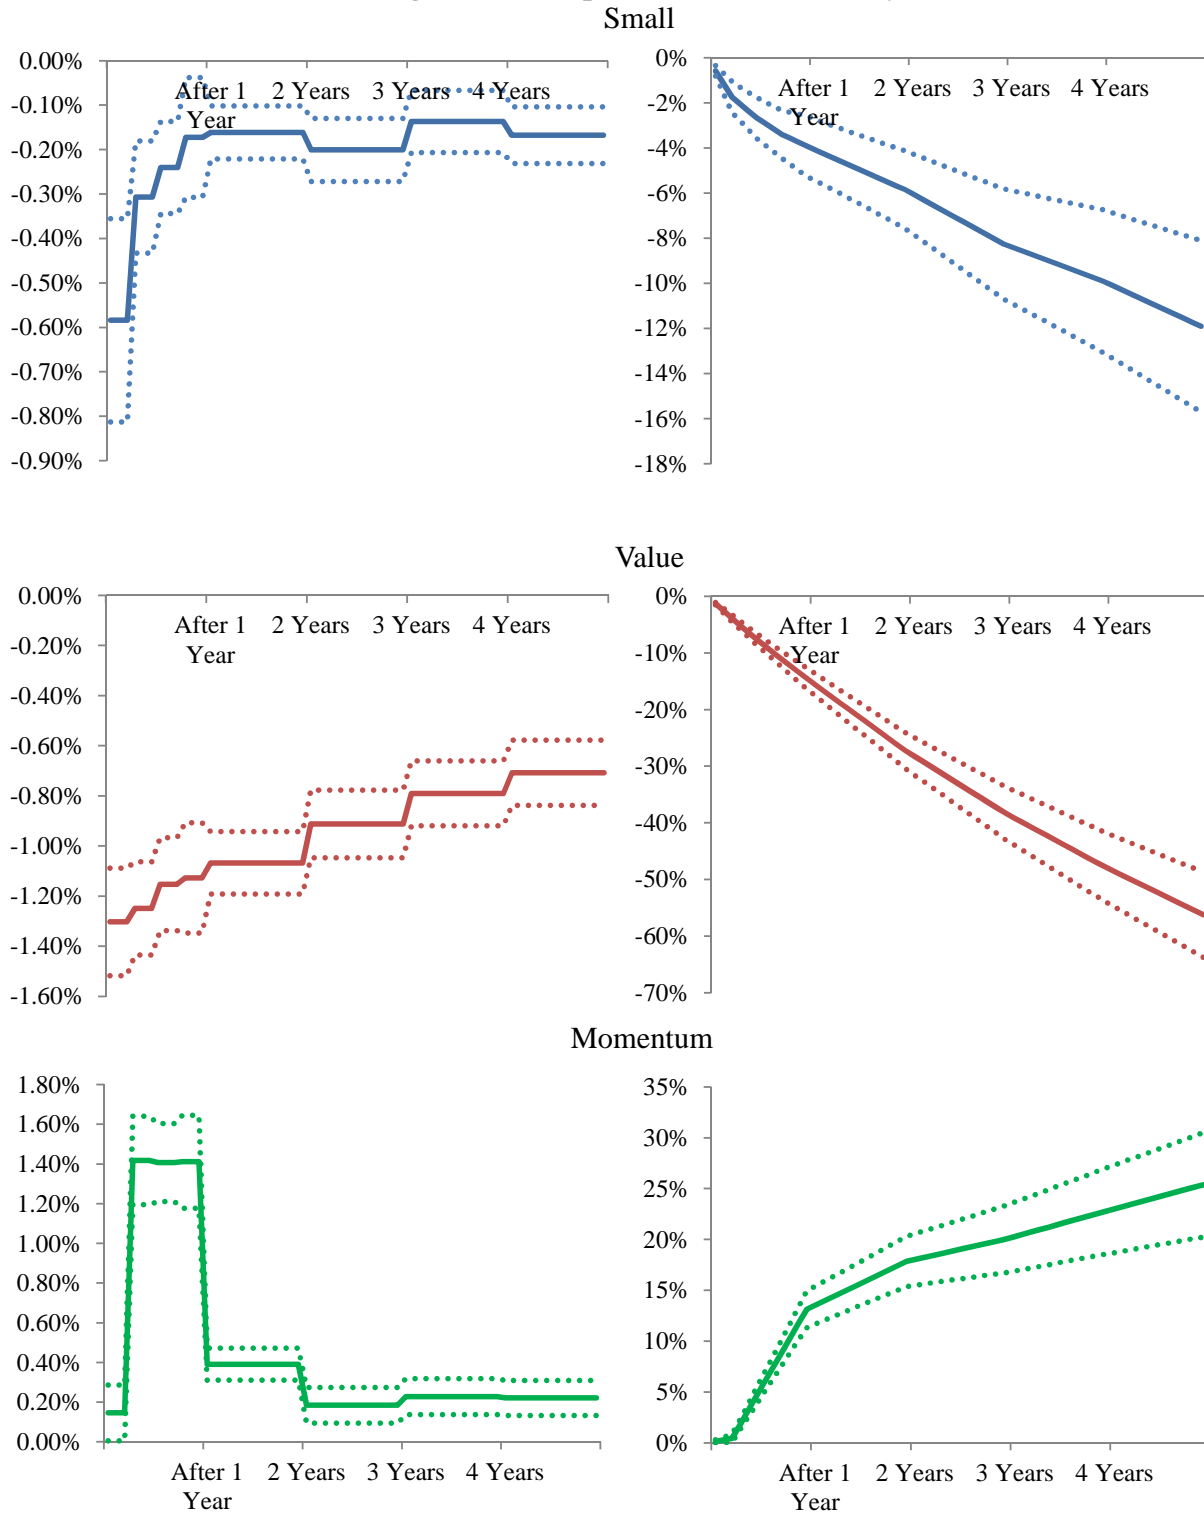 Small
0.00%
-0.10%
-0.20%
-0.30%
-0.40%
-0.50%
-0.60%
-0.70%
-0.80%
-0.90%
After 1
Year
2 Years
3 Years
4 Years
0%
-2%
-4%
-6%
-8%
-10%
-12%
-14%
-16%
-18%
After 1
Year
2 Years
3 Years
4 Years
Value
0.00%
-0.20%
-0.40%
-0.60%
-0.80%
-1.00%
-1.20%
-1.40%
-1.60%
After 1
Year
2 Years
3 Years
4 Years
0%
-10%
-20%
-30%
-40%
-50%
-60%
-70%
After 1
Year
2 Years
3 Years
4 Years
Momentum
1.80%
1.60%
1.40%
1.20%
1.00%
0.80%
0.60%
0.40%
0.20%
0.00%
After 1
Year
2 Years
3 Years
4 Years
35%
30%
25%
20%
15%
10%
5%
0%
After 1
Year
2 Years
3 Years
4 Years